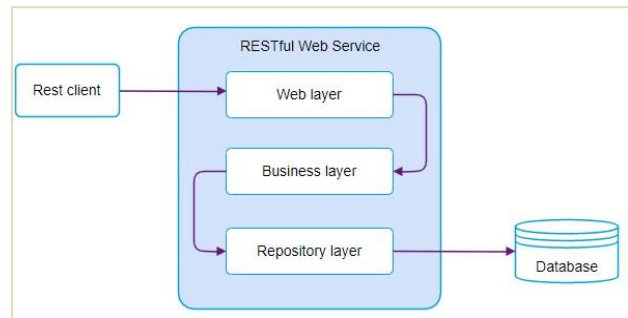 RESTful Web Service
Rest client
Web layer
Business layer
Repository layer
Database